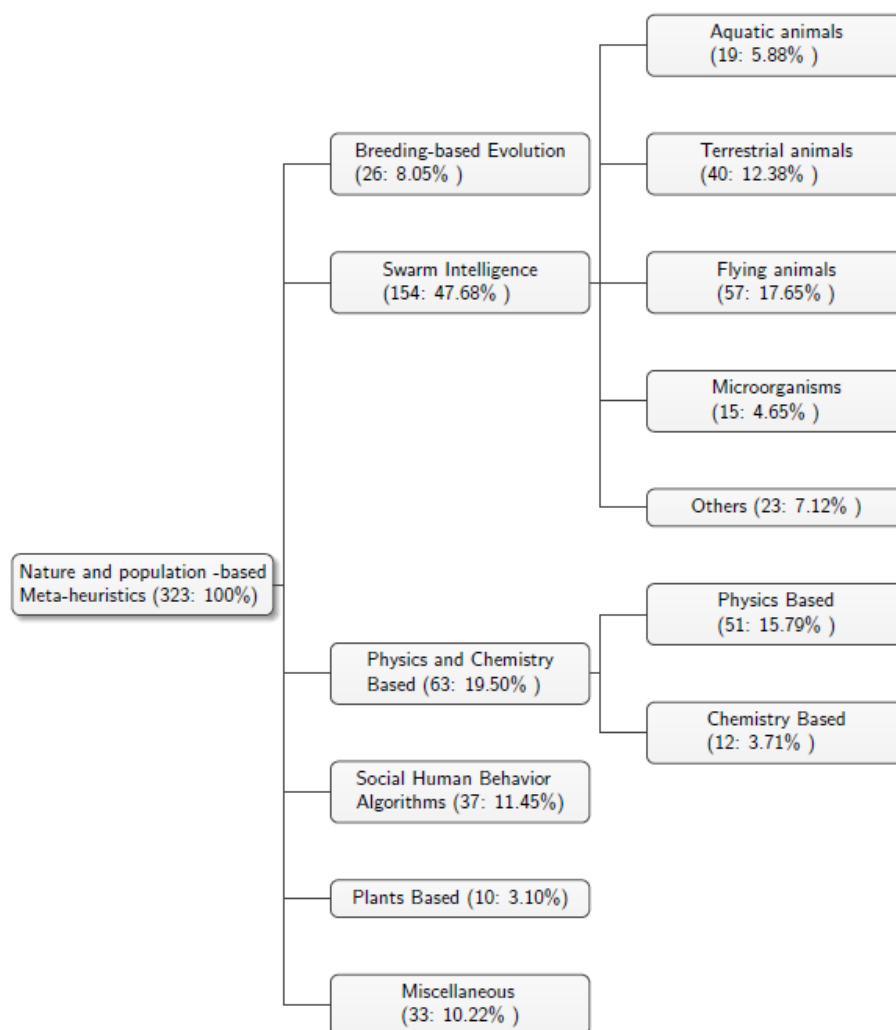 Nature and population -based
Meta-heuristics (323: 100%)
Breeding-based Evolution
(26: 8.05% )
Swarm Intelligence
(154: 47.68% )
Aquatic animals
(19: 5.88% )
Terrestrial animals
(40: 12.38% )
Flying animals
(57: 17.65% )
Microorganisms
(15: 4.65% )
Others (23: 7.12% )
Physics and Chemistry
Based (63: 19.50% )
Physics Based
(51: 15.79% )
Chemistry Based
(12: 3.71% )
Social Human Behavior
Algorithms (37: 11.45%)
Plants Based (10: 3.10%)
Miscellaneous
(33: 10.22% )